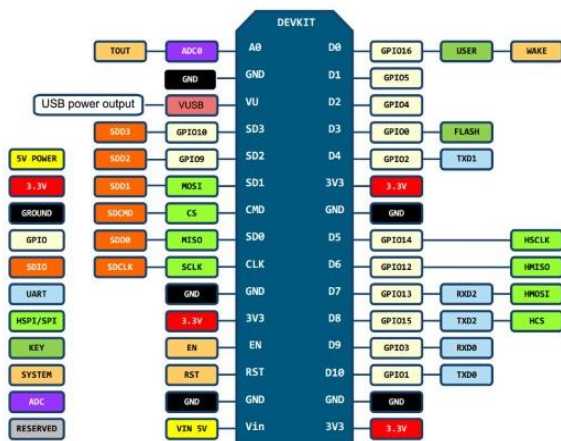 DEVKIT
TOUT ADC0 A0 D0 GPIO16 USER WAKE
GND GND D1 GPIO5
USB power output VUSB VU D2 GPIO4
SDD3 GPIO10 SD3 D3 GPIO0 FLASH
5V POWER SDD2 GPIO9 SD2 D4 GPIO2 TXD1
3.3V SDD1 MOSI SD1 3V3 3.3V
GROUND SDCMD CS CMD GND GND
GPIO SDD0 MISO SD0 D5 GPIO14 HSCLK
SDIO SDCLK SCLK CLK D6 GPIO12 HMISO
UART GND GND D7 GPIO13 RXD2 HMOSI
HSPI/SPI 3.3V 3V3 D8 GPIO15 TXD2 HCS
KEY EN EN D9 GPIO3 RXD0
SYSTEM RST RST D10 GPIO1 TXD0
ADC GND GND GND GND
RESERVED VIN 5V Vin 3V3 3.3V